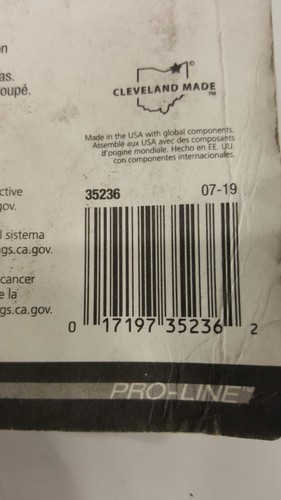 on
as.
oupé.
CLEVELAND MADE
TM
Made in the USA with global components.
Assemblé aux USA avec des composants
d'origine mondiale. Hecho en EE. UU.
con componentes internacionales.
ctive
gov.
l sistema
gs.ca.gov.
cancer
e la
gs.ca.gov.
35236 07-19
0 17197 35236 2
PRO-LINE™